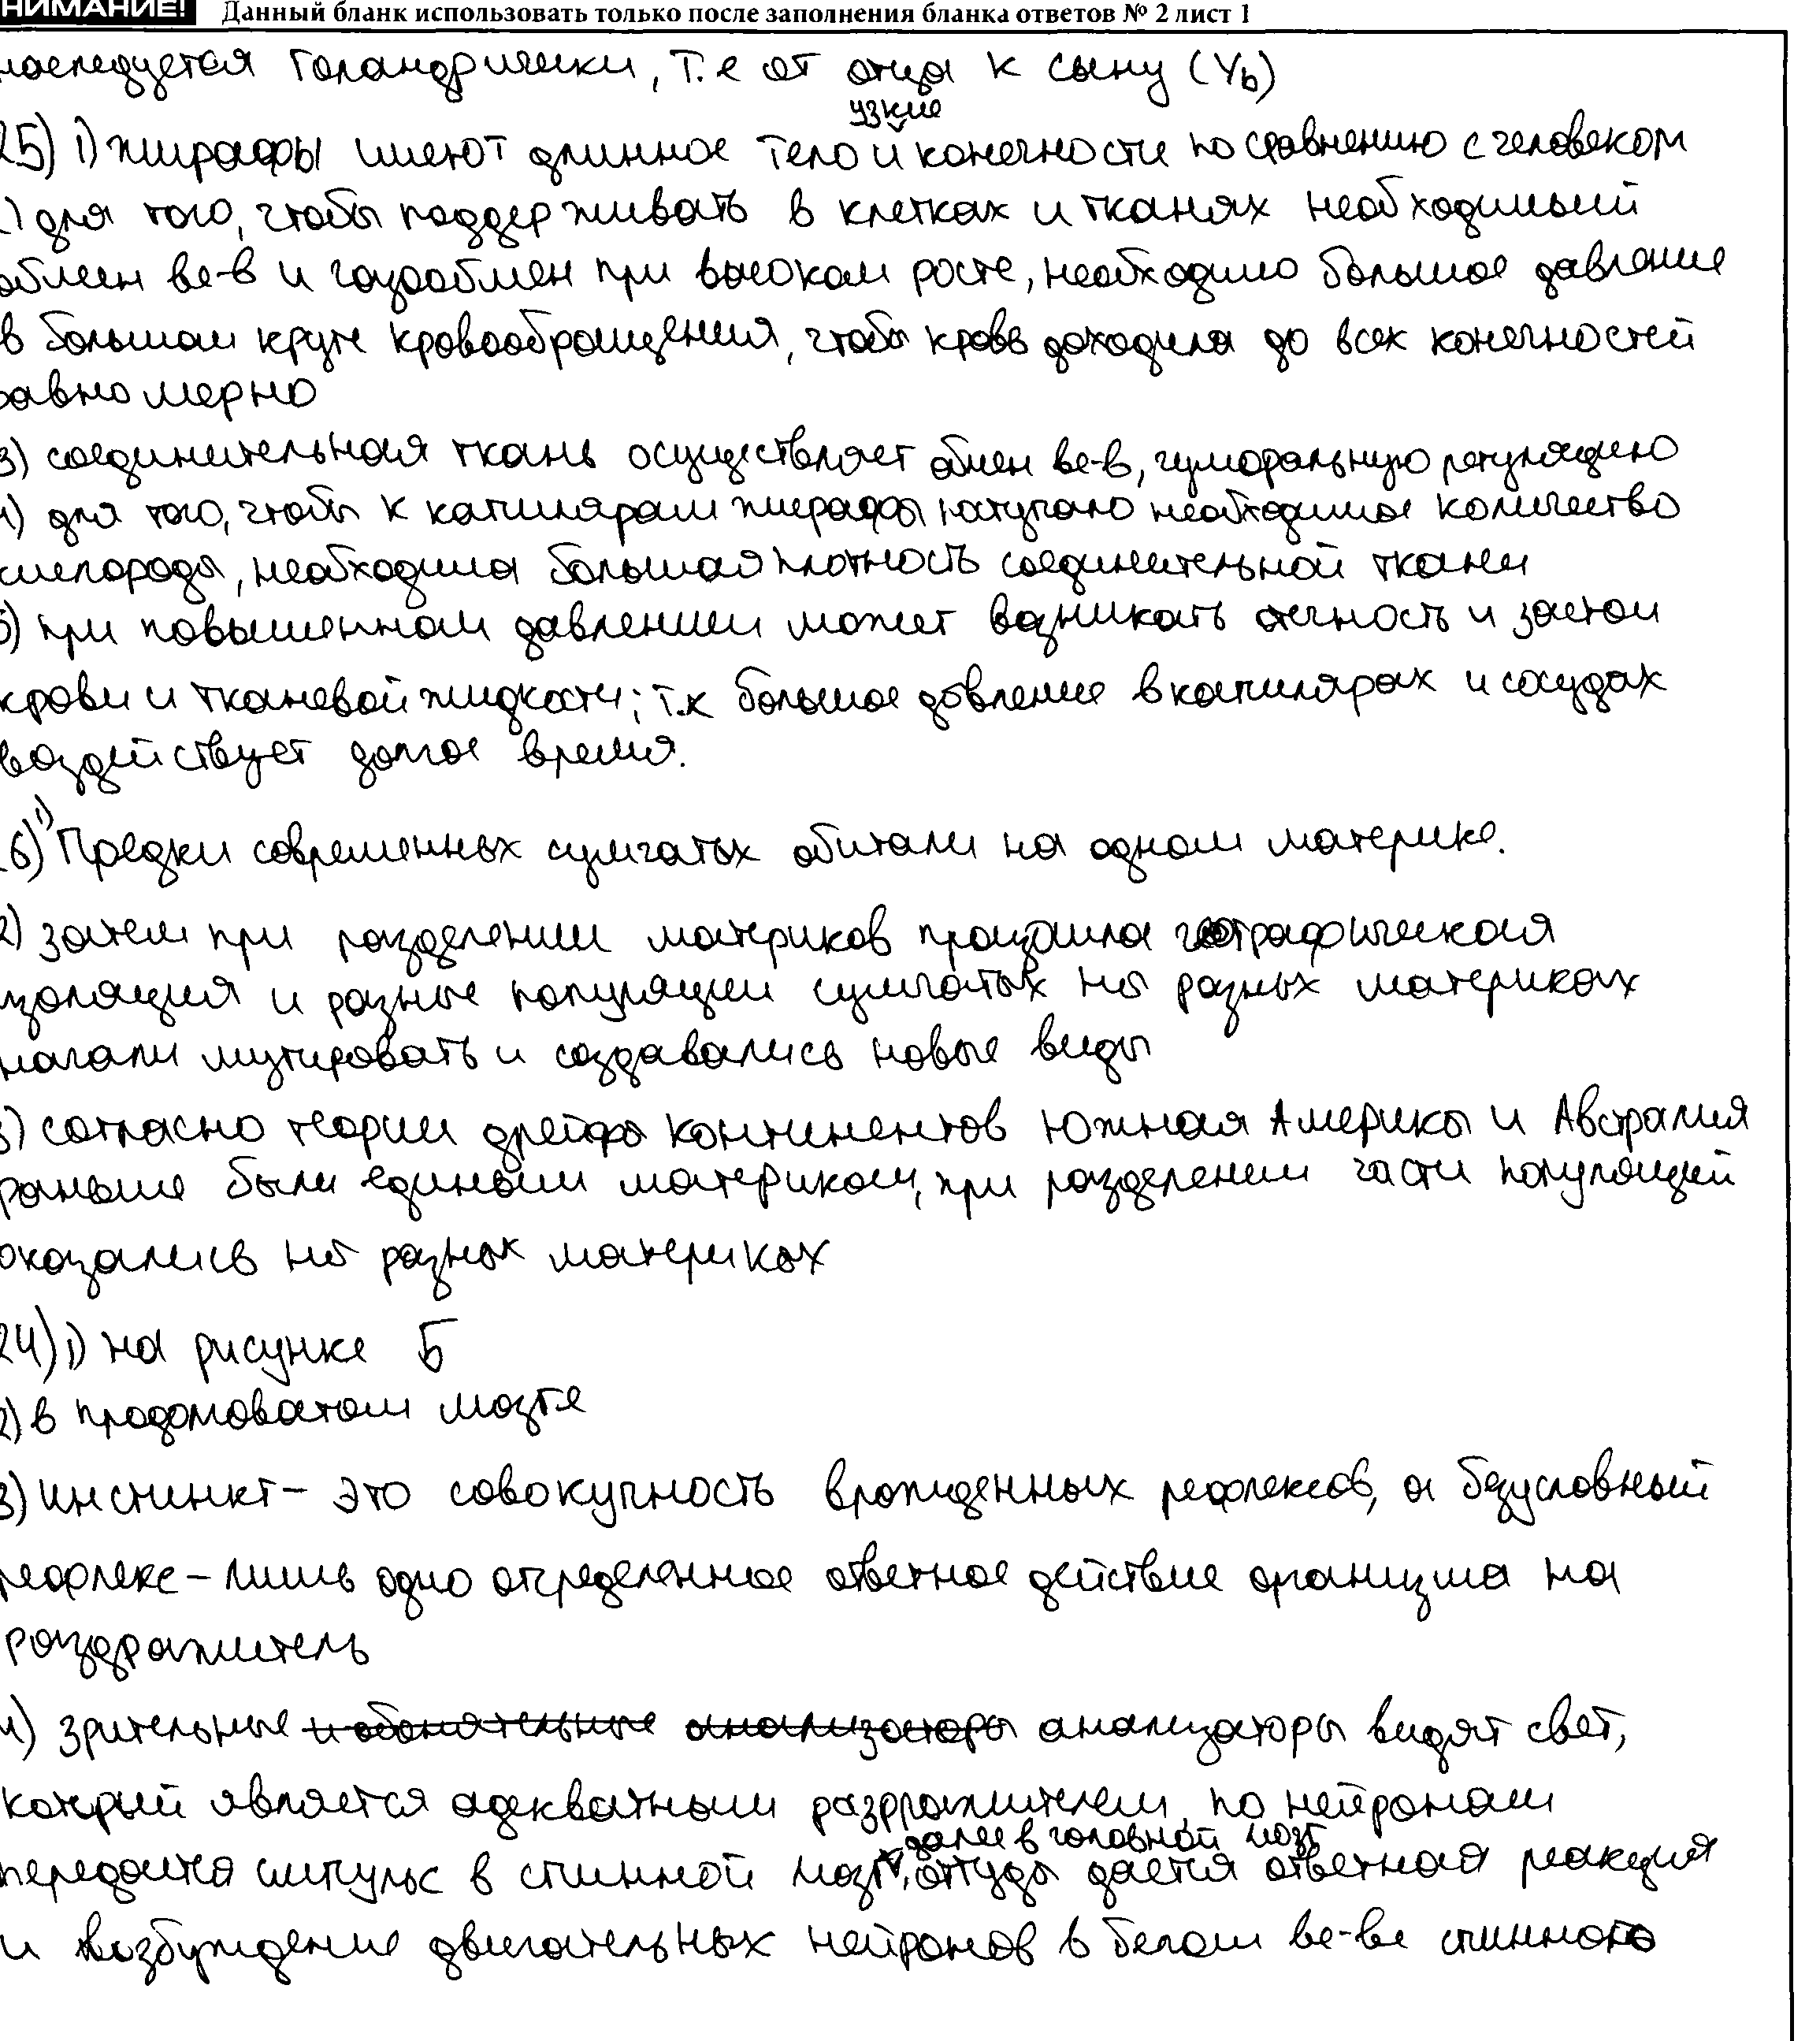 НИМАНИЕ! Данный бланк использовать только после заполнения бланка ответов № 2 лист 1
наследуется голандрически, т.е от отца к сыну (Yb)
узкие
25) 1) жирафы имеют длинное тело и конечности по сравнению с человеком
2) для того, чтобы поддерживать в клетках и тканях необходимый
обмен ве-в и газообмен при высоком росте, необходимо большое давление
в большом круге кровообращения, чтобы кровь доходила до всех конечностей
равномерно
3) соединительная ткань осуществляет обмен ве-в, гуморальную регуляцию
4) для того, чтобы к капилярам жирафы поступало необходимое количество
кислорода, необходима большая плотность соединительной ткани
5) при повышенном давлении может возникать отечность и застои
крови и тканевой жидкости; т.к большое давление в капилярах и сосудах
воздействует долгое время.
26) 1) Предки современных сумчатых обитали на одном материке.
2) затем при разделении материков произошла географическая
изоляция и разные популяции сумчатых на разных материках
начали мутировать и создавались новые виды
3) согласно теории дрейфа континентов Южная Америка и Австралия
раньше были единым материком, при разделении части популяций
оказались на разных материках
24) 1) на рисунке Б
2) в продолговатом мозге
3) инстинкт - это совокупность врожденных рефлексов, а безусловный
рефлекс - лишь одно определенное ответное действие организма на
раздражитель
4) зрительные и обонятельные анализаторы анализаторы видят свет,
который является адекватным раздражителем, по нейронам
далее в головной мозг
передаются импульс в спинной мозг, оттуда дается ответная реакция
и возбуждение двигательных нейронов в белом ве-ве спинного